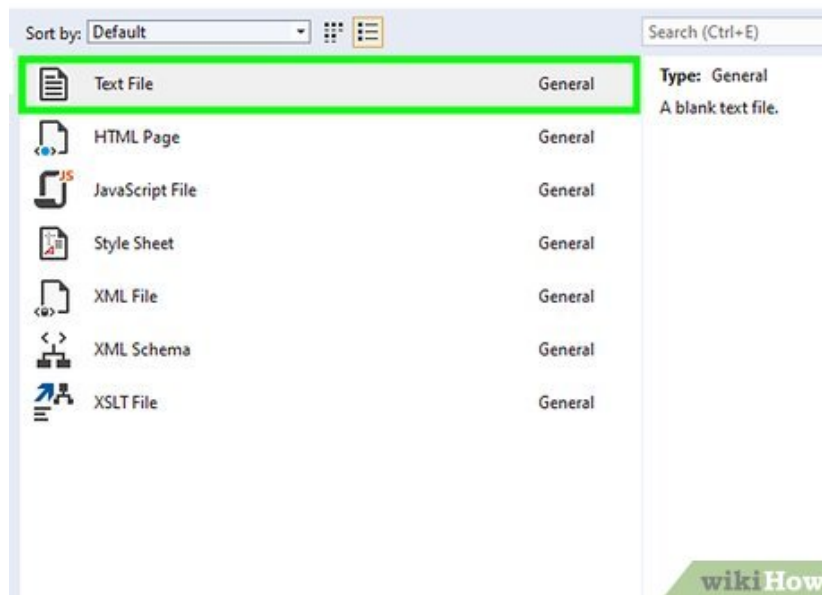 Sort by: Default
Search (Ctrl+E)
Text File General
Type: General
A blank text file.
HTML Page General
JS
JavaScript File General
Style Sheet General
XML File General
XML Schema General
XSLT File General
wikiHow